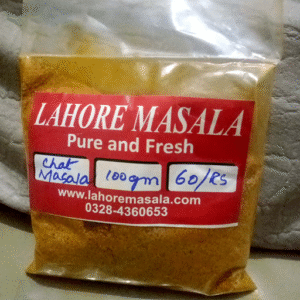 LAHORE MASALA
Pure and Fresh
Chat Masala 100gm 60/RS
www.lahoremasala.com
0328-4360653